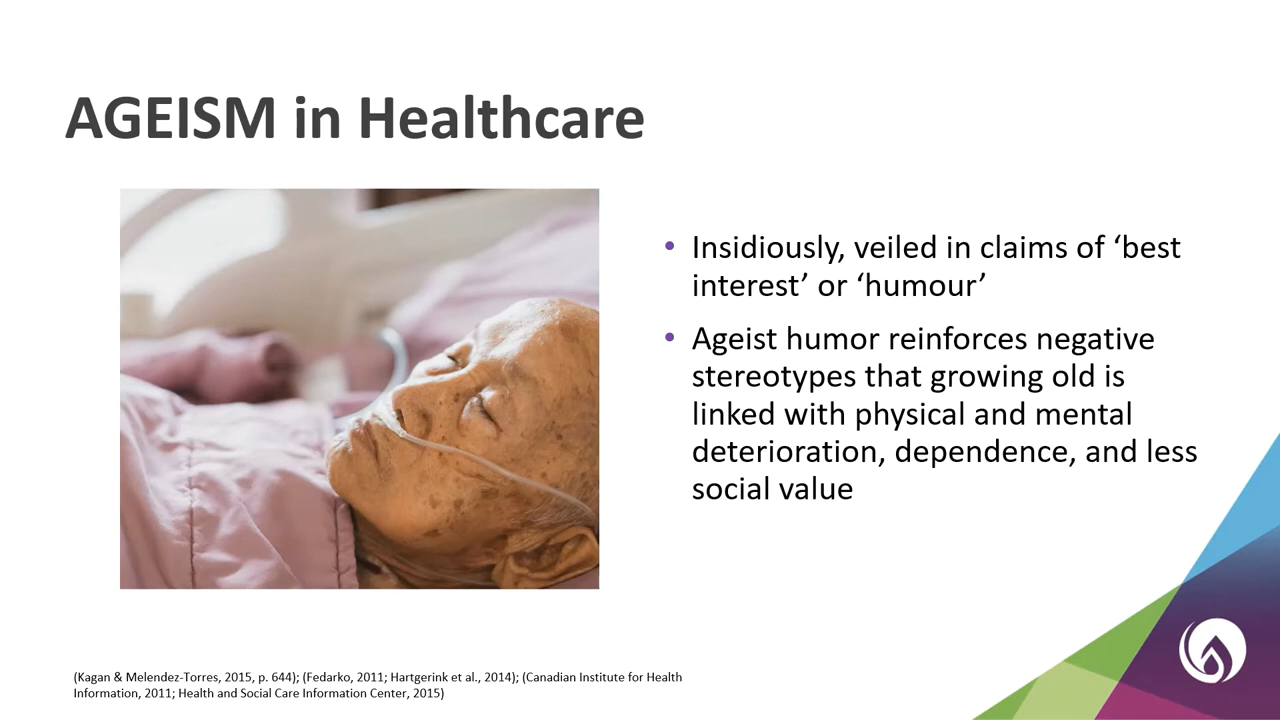 AGEISM in Healthcare
• Insidiously, veiled in claims of ‘best
interest’ or ‘humour’
• Ageist humor reinforces negative
stereotypes that growing old is
linked with physical and mental
deterioration, dependence, and less
social value
(Kagan & Melendez-Torres, 2015, p. 644); (Fedarko, 2011; Hartgerink et al., 2014); (Canadian Institute for Health
Information, 2011; Health and Social Care Information Center, 2015)